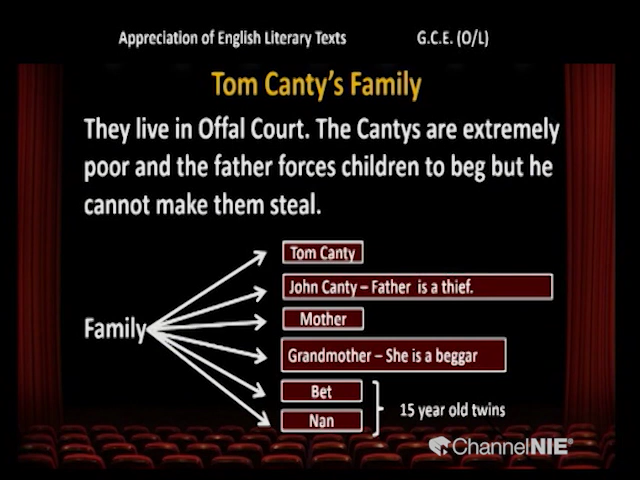 Appreciation of English Literary Texts G.C.E. (O/L)
Tom Canty's Family
They live in Offal Court. The Cantys are extremely
poor and the father forces children to beg but he
cannot make them steal.
Tom Canty
John Canty – Father is a thief.
Mother
Family
Grandmother – She is a beggar
Bet
15 year old twins
Nan
ChannelNIE